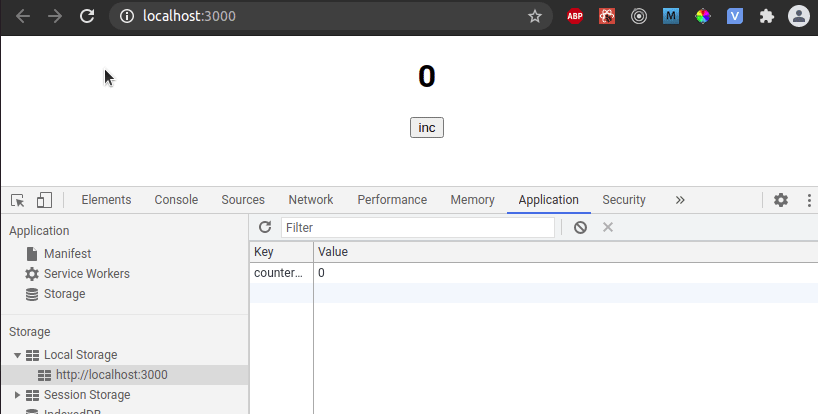 localhost:3000
ABP
M
V
0
inc
Elements Console Sources Network Performance Memory Application Security »
Application
Filter
Manifest
Key Value
Service Workers
counter... 0
Storage
Storage
Local Storage
http://localhost:3000
Session Storage
IndexedDB